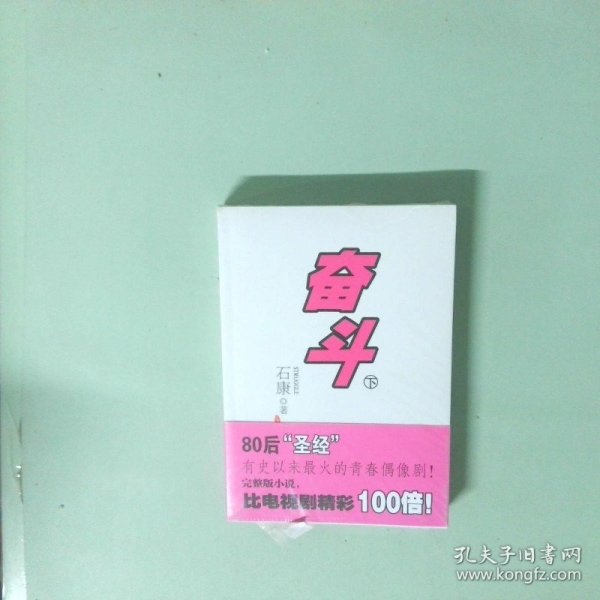 奋斗
下
STRUGGLE
石康◎著
80后“圣经”
有史以来最火的青春偶像剧！
完整版小说，
比电视剧精彩100倍！
孔夫子旧书网
www.kongfz.com